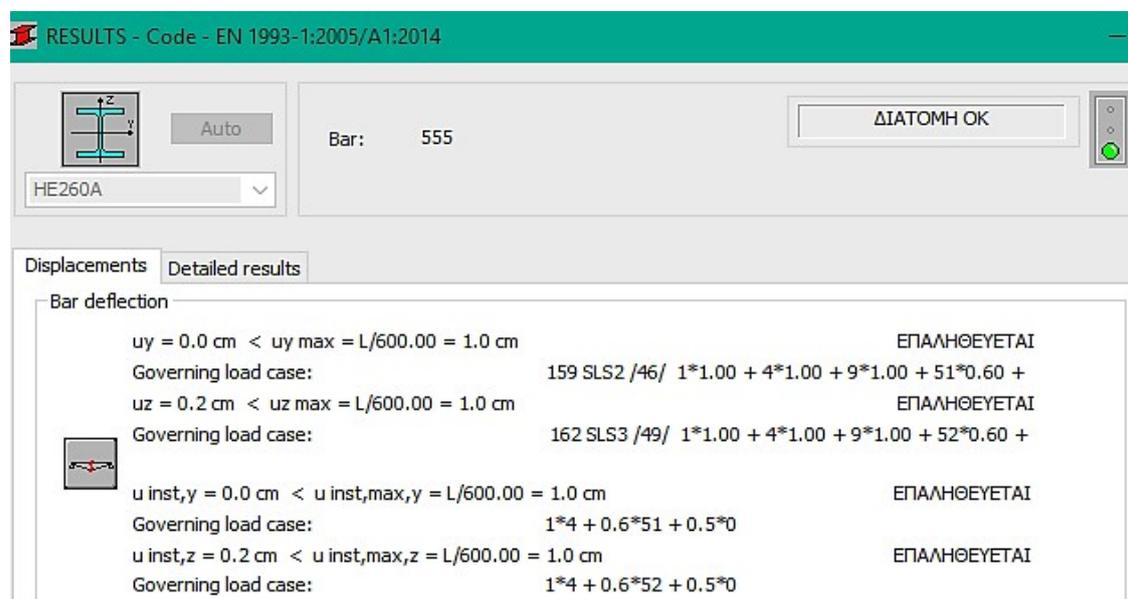 RESULTS - Code - EN 1993-1:2005/A1:2014
Z
Y
Auto
HE260A
Bar: 555
ΔΙΑΤΟΜΗ ΟΚ
Displacements Detailed results
Bar deflection
uy = 0.0 cm < uy max = L/600.00 = 1.0 cm ΕΠΑΛΗΘΕΥΕΤΑΙ
Governing load case: 159 SLS2 /46/ 1*1.00 + 4*1.00 + 9*1.00 + 51*0.60 +
uz = 0.2 cm < uz max = L/600.00 = 1.0 cm ΕΠΑΛΗΘΕΥΕΤΑΙ
Governing load case: 162 SLS3 /49/ 1*1.00 + 4*1.00 + 9*1.00 + 52*0.60 +
u inst,y = 0.0 cm < u inst,max,y = L/600.00 = 1.0 cm ΕΠΑΛΗΘΕΥΕΤΑΙ
Governing load case: 1*4 + 0.6*51 + 0.5*0
u inst,z = 0.2 cm < u inst,max,z = L/600.00 = 1.0 cm ΕΠΑΛΗΘΕΥΕΤΑΙ
Governing load case: 1*4 + 0.6*52 + 0.5*0